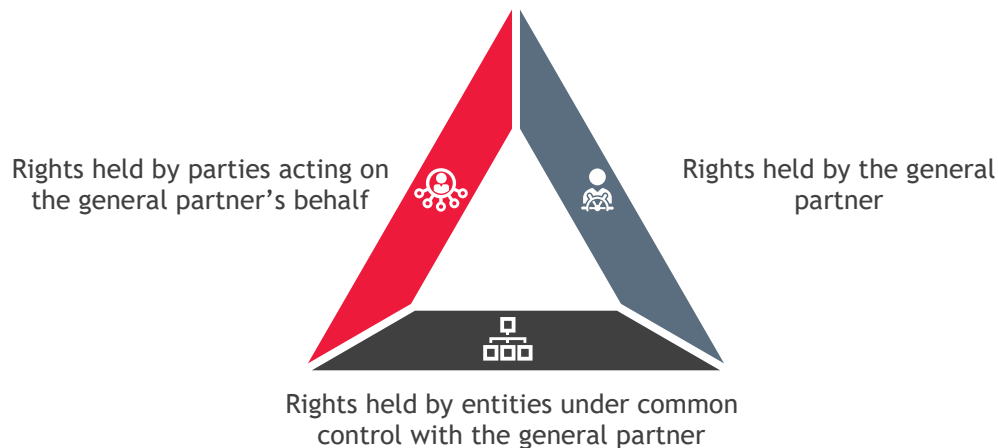 Rights held by parties acting on
the general partner’s behalf
Rights held by the general
partner
Rights held by entities under common
control with the general partner